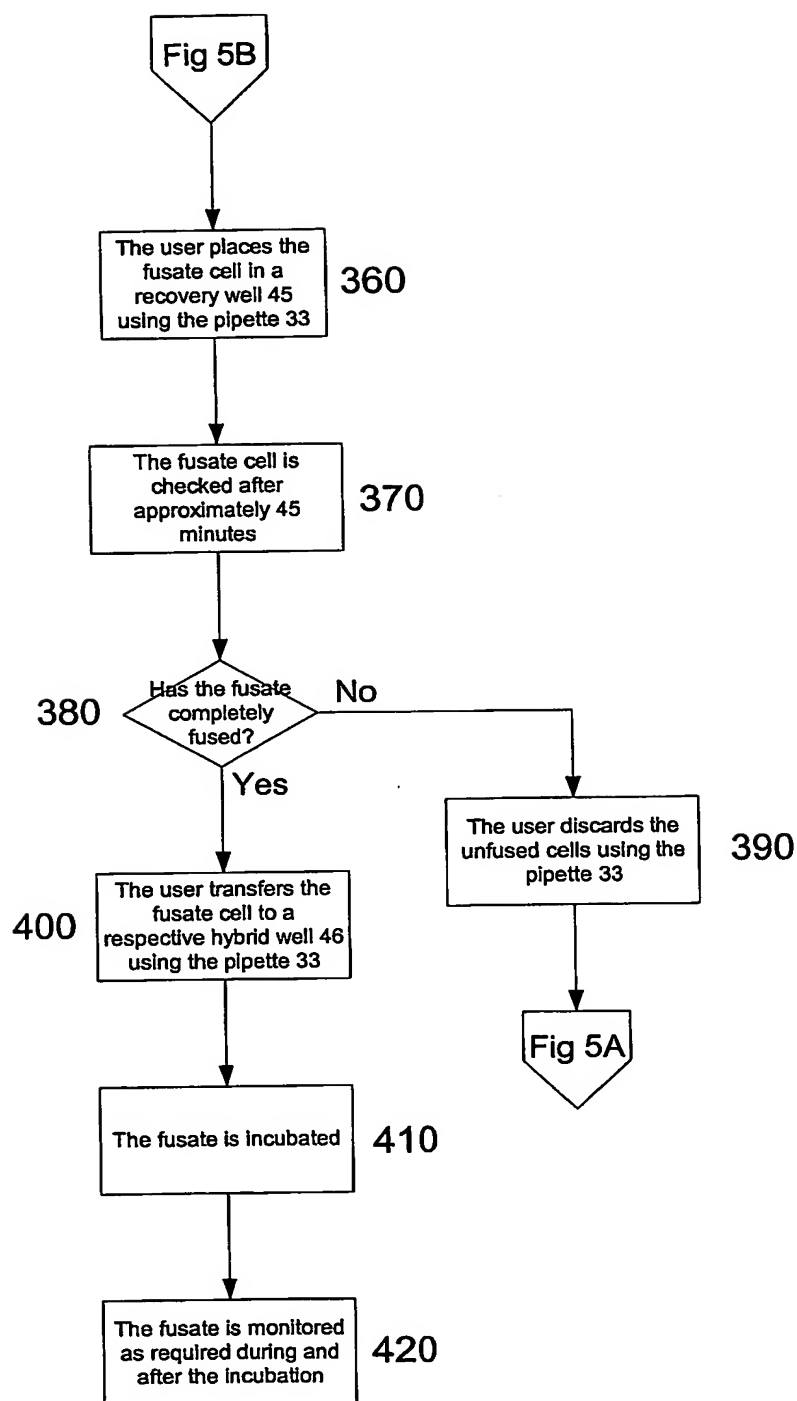 Fig 5B
The user places the
fusate cell in a
recovery well 45
using the pipette 33
360
The fusate cell is
checked after
approximately 45
minutes
370
380
Has the fusate
completely
fused?
No
Yes
The user discards the
unfused cells using the
pipette 33
390
400
The user transfers the
fusate cell to a
respective hybrid well 46
using the pipette 33
Fig 5A
The fusate is incubated
410
The fusate is monitored
as required during and
after the incubation
420